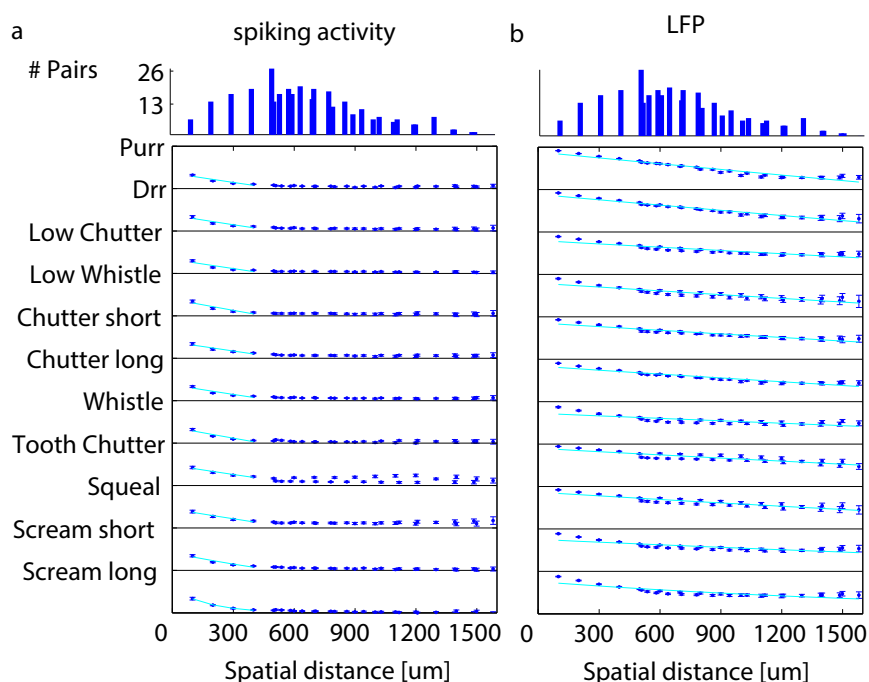 a
spiking activity
b
LFP
# Pairs
26
13
Purr
Drr
Low Chutter
Low Whistle
Chutter short
Chutter long
Whistle
Tooth Chutter
Squeal
Scream short
Scream long
0 300 600 900 1200 1500
0 300 600 900 1200 1500
Spatial distance [um]
Spatial distance [um]